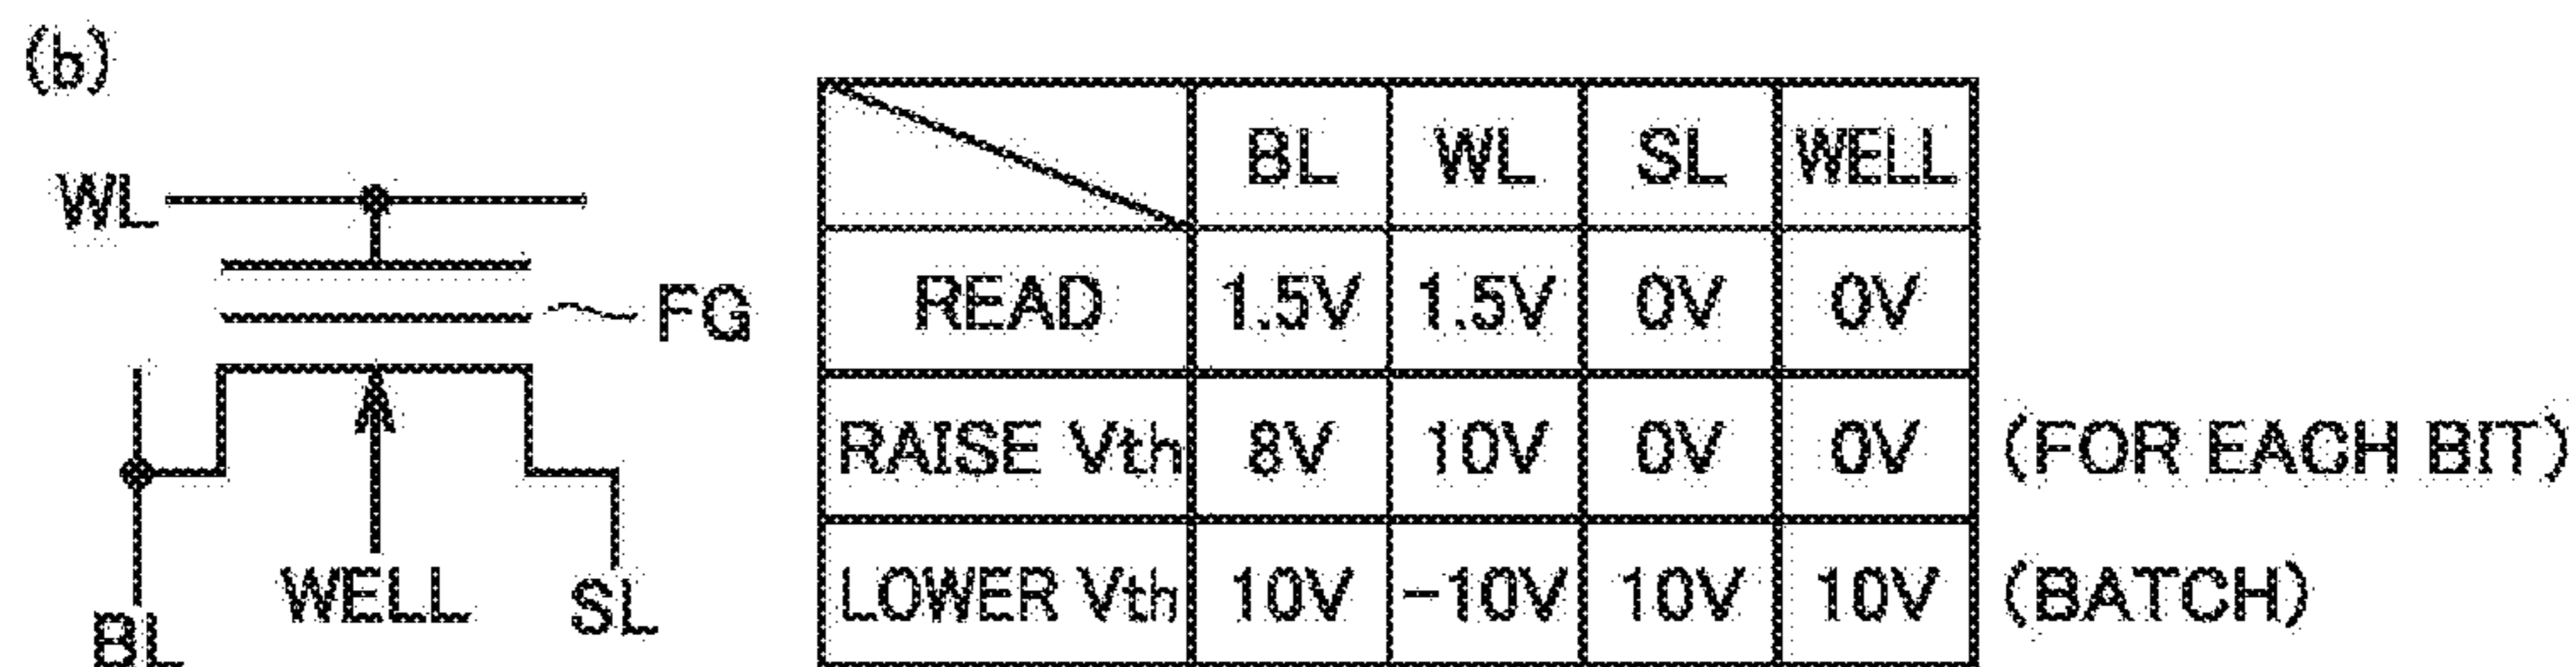 (b)
WL
FG
BL
WELL
SL
BL WL SL WELL
READ 1.5V 1.5V 0V 0V
RAISE Vth 8V 10V 0V 0V (FOR EACH BIT)
LOWER Vth 10V -10V 10V 10V (BATCH)